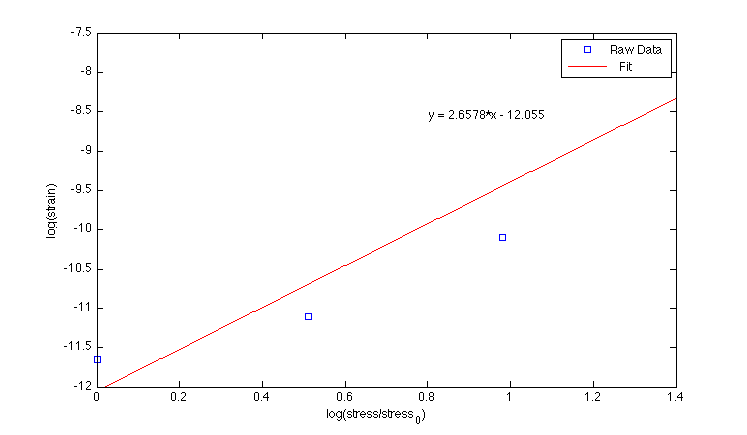 -7.5
-8
-8.5
-9
-9.5
-10
-10.5
-11
-11.5
-12
log(strain)
Raw Data
Fit
y = 2.6578*x - 12.055
0 0.2 0.4 0.6 0.8 1 1.2 1.4
log(stress/stress0)